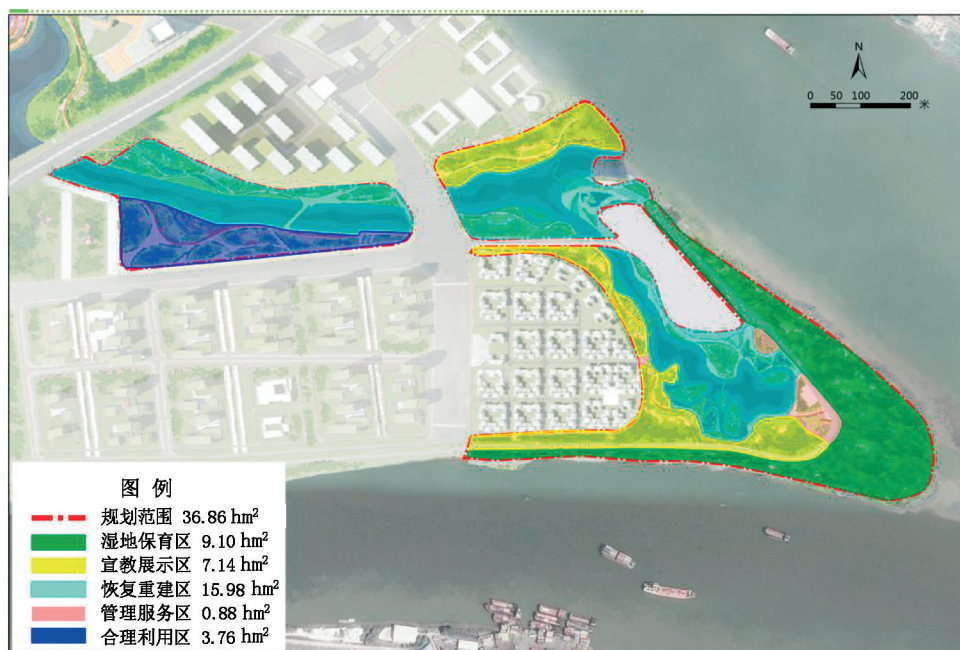 N
0 50 100 200 米
图 例
规划范围 36.86 hm²
湿地保育区 9.10 hm²
宣教展示区 7.14 hm²
恢复重建区 15.98 hm²
管理服务区 0.88 hm²
合理利用区 3.76 hm²